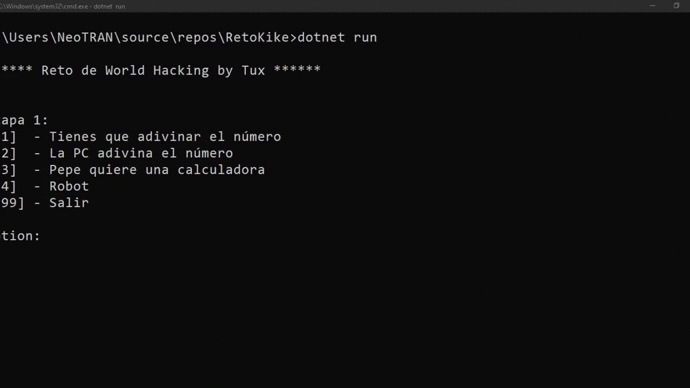 :\Windows\system32\cmd.exe - dotnet run
\Users\NeoTRAN\source\repos\RetoKike>dotnet run
**** Reto de World Hacking by Tux ******
apa 1:
1]  - Tienes que adivinar el número
2]  - La PC adivina el número
3]  - Pepe quiere una calculadora
4]  - Robot
99] - Salir
tion: